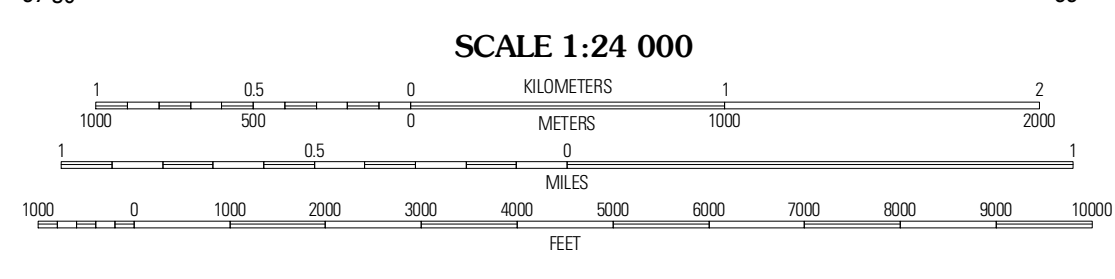 SCALE 1:24 000
1 0.5 0 KILOMETERS 1 2
1000 500 0 METERS 1000 2000
1 0.5 0 1
MILES
1000 0 1000 2000 3000 4000 5000 6000 7000 8000 9000 10000
FEET